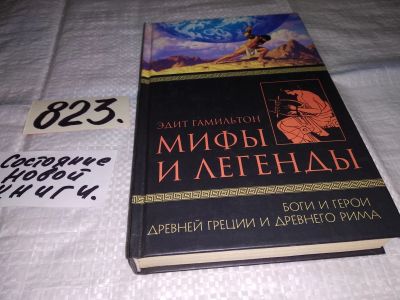 823.
Состояние
новой
книги.
ЭДИТ ГАМИЛЬТОН
МИФЫ
И ЛЕГЕНДЫ
БОГИ И ГЕРОИ
ДРЕВНЕЙ ГРЕЦИИ И ДРЕВНЕГО РИМА